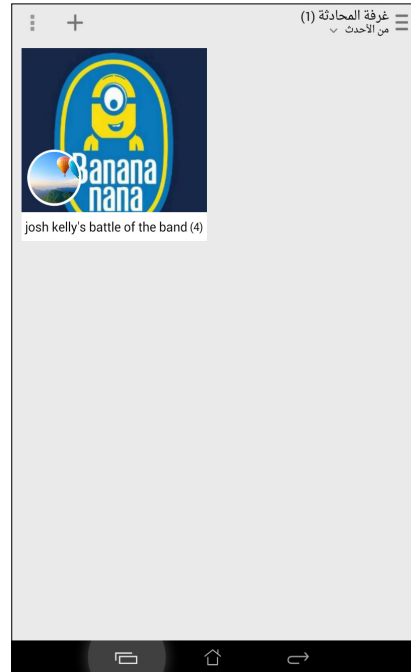 غرفة المحادثة (1)
من الأحدث
Banana
nana
josh kelly's battle of the band (4)